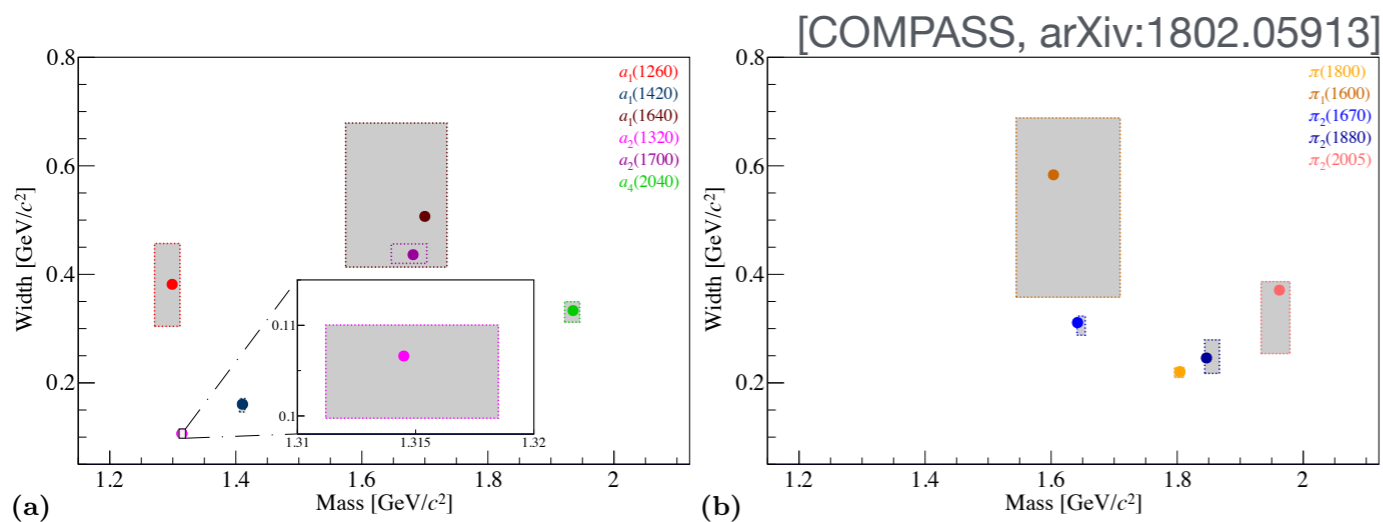 [COMPASS, arXiv:1802.05913]
0.8
0.6
0.4
0.2
Width [GeV/c²]
a₁(1260)
a₁(1420)
a₁(1640)
a₂(1320)
a₂(1700)
a₄(2040)
0.11
0.1
1.31
1.315
1.32
1.2
1.4
1.6
1.8
2
(a)
Mass [GeV/c²]
0.8
0.6
0.4
0.2
Width [GeV/c²]
π(1800)
π₁(1600)
π₂(1670)
π₂(1880)
π₂(2005)
1.2
1.4
1.6
1.8
2
(b)
Mass [GeV/c²]